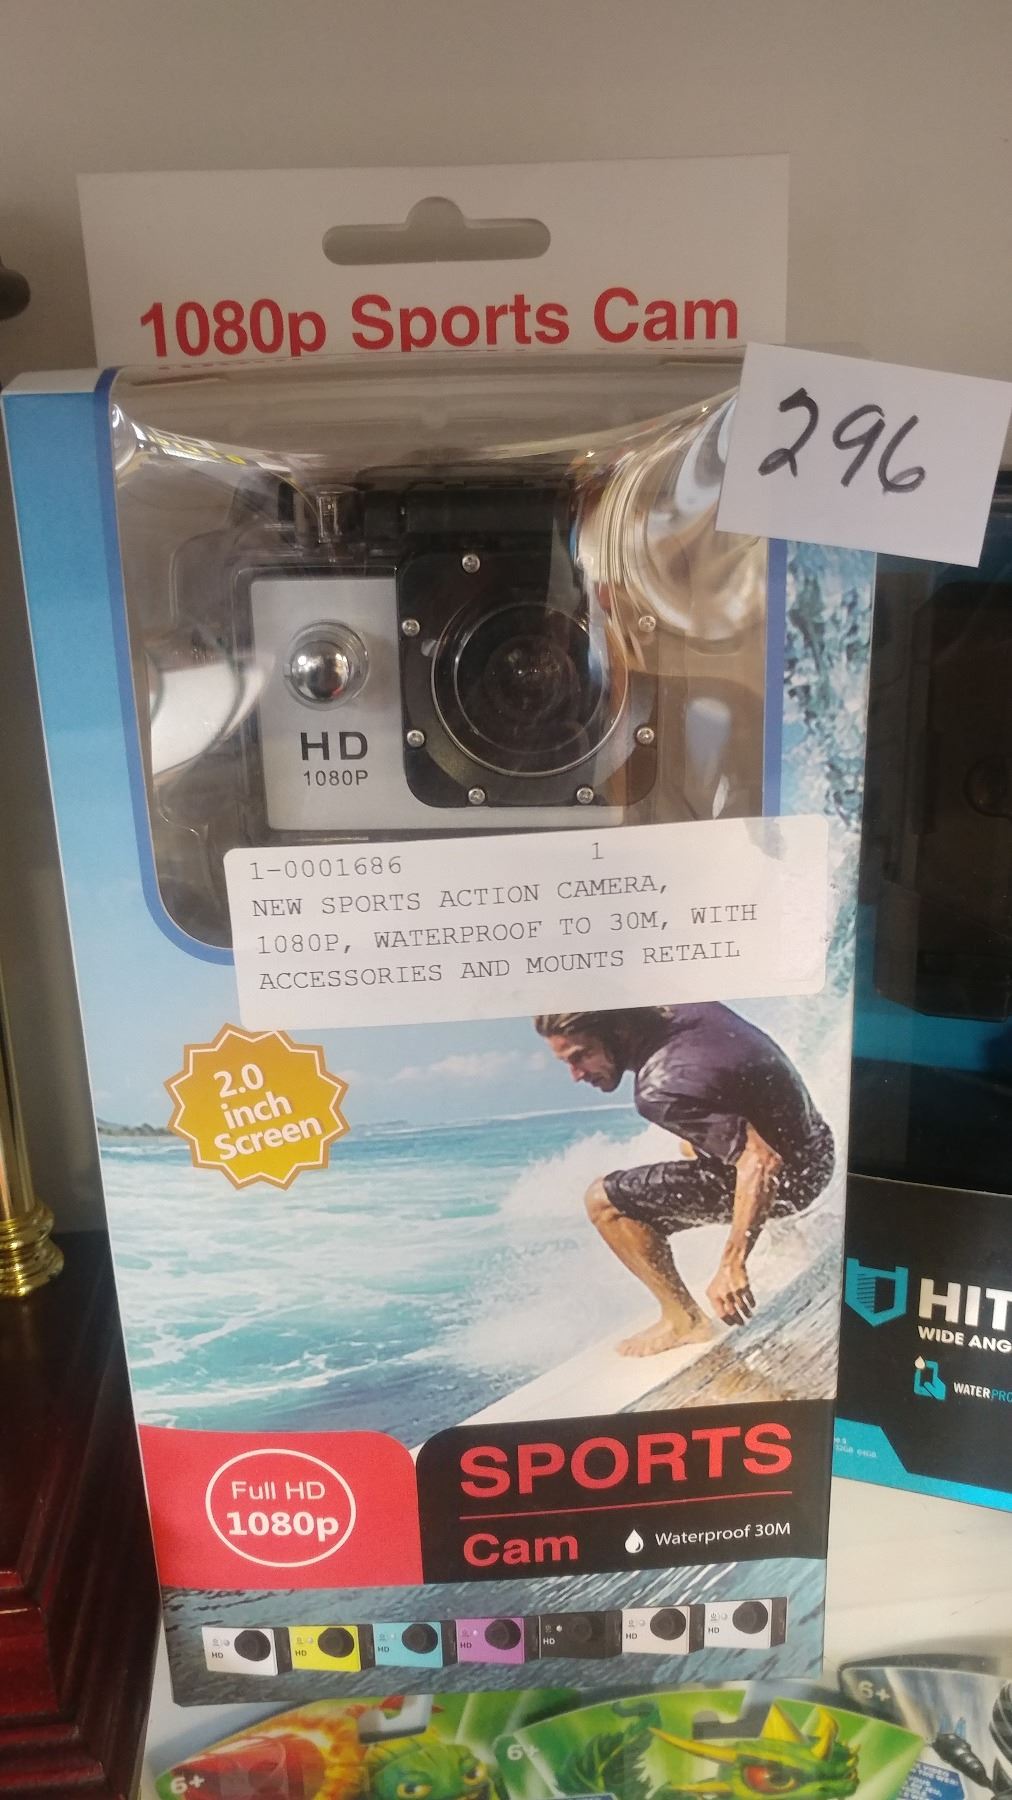 1080p Sports Cam
296
HD
1080P
1-0001686 1
NEW SPORTS ACTION CAMERA,
1080P, WATERPROOF TO 30M, WITH
ACCESSORIES AND MOUNTS RETAIL
2.0
inch
Screen
Full HD
1080p
SPORTS
Cam
Waterproof 30M
HD
HD
HD
HD
HD
HD
HD
HIT
WIDE ANG
WATERPRO
32GB 64GB
6+
6+
6+